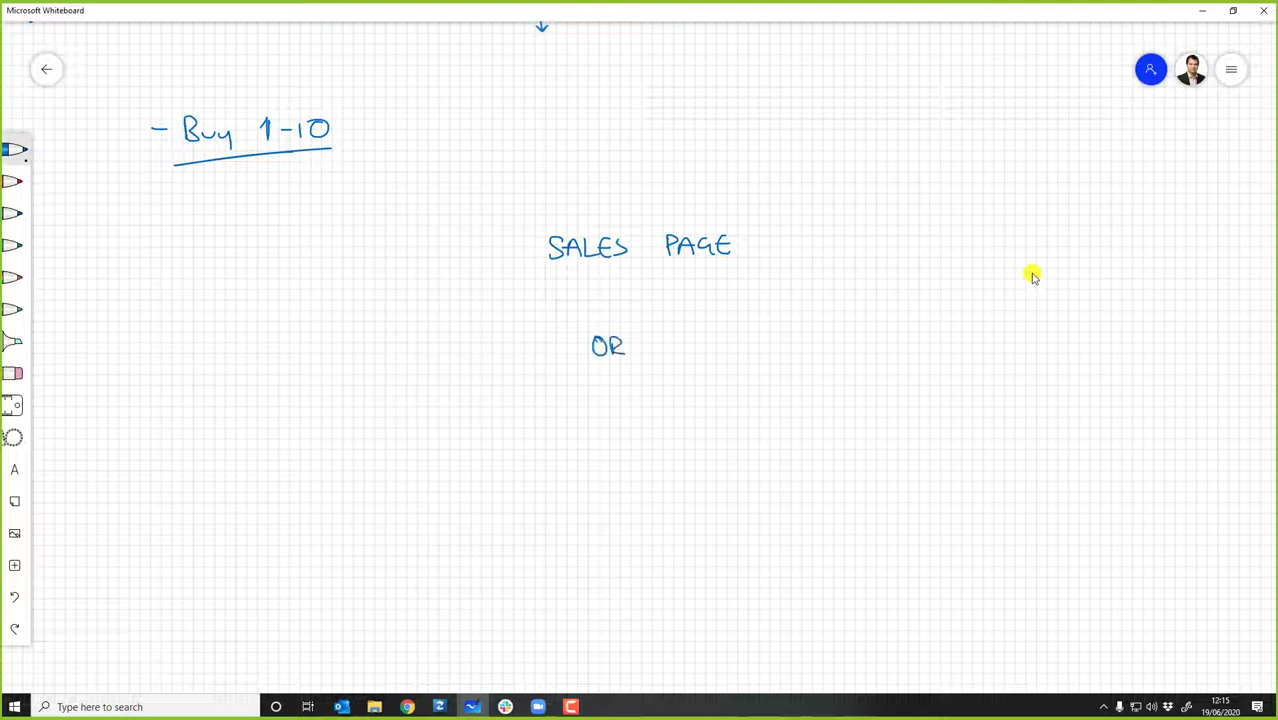 Microsoft Whiteboard
- Buy 1-10
SALES PAGE
OR
A
Type here to search
12:15
19/06/2020